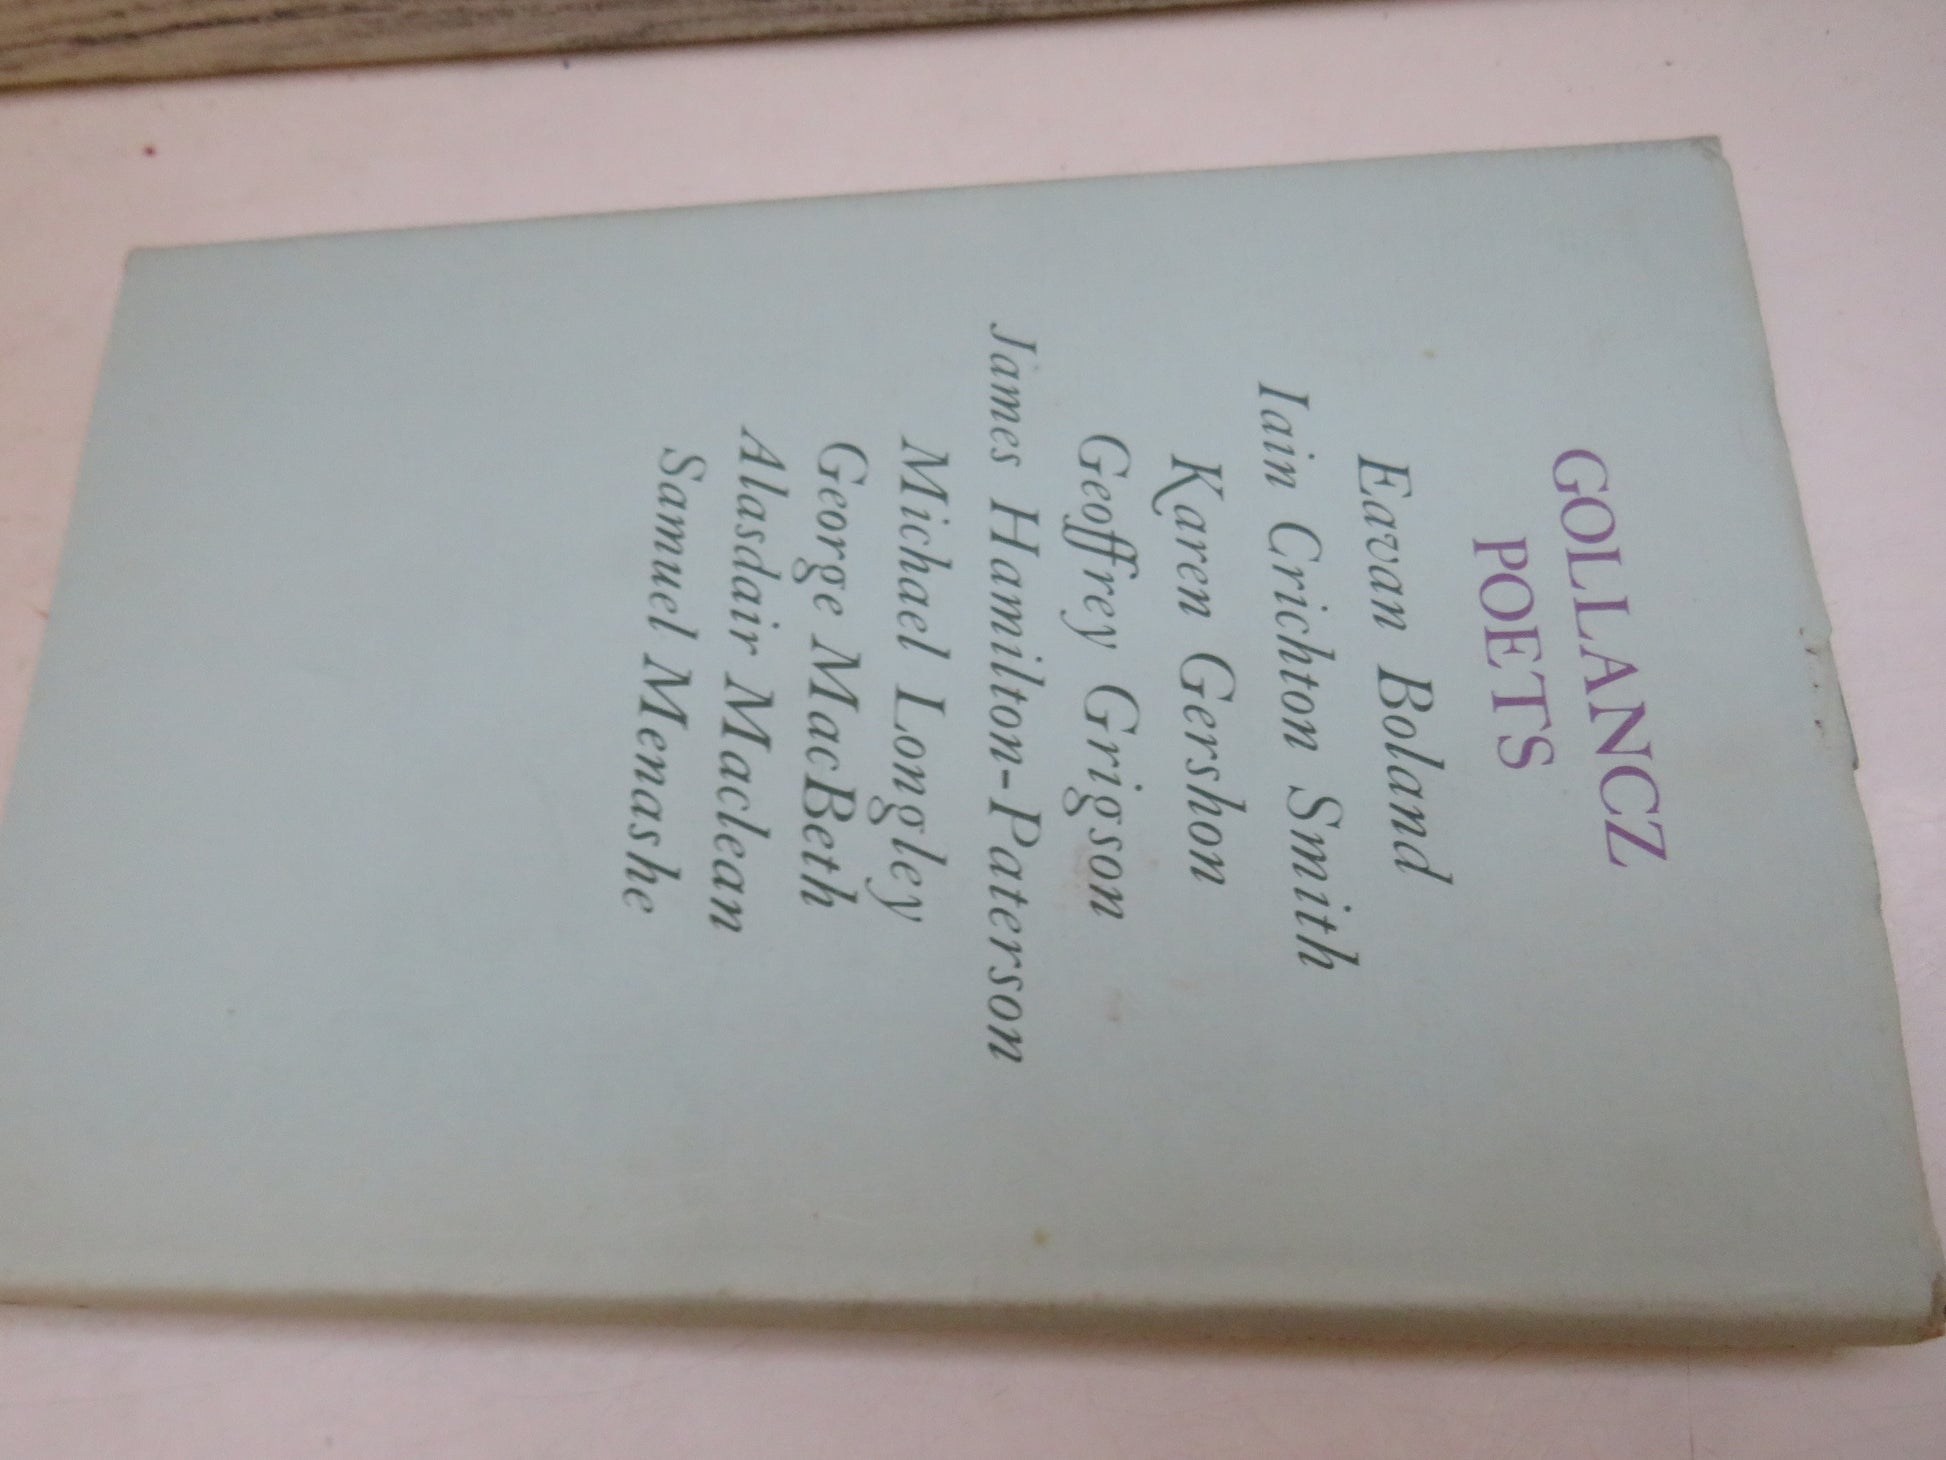 GOLLANCZ
POETS
Eavan Boland
Iain Crichton Smith
Karen Gershon
Geoffrey Grigson
James Hamilton-Paterson
Michael Longley
George MacBeth
Alasdair Maclean
Samuel Menashe